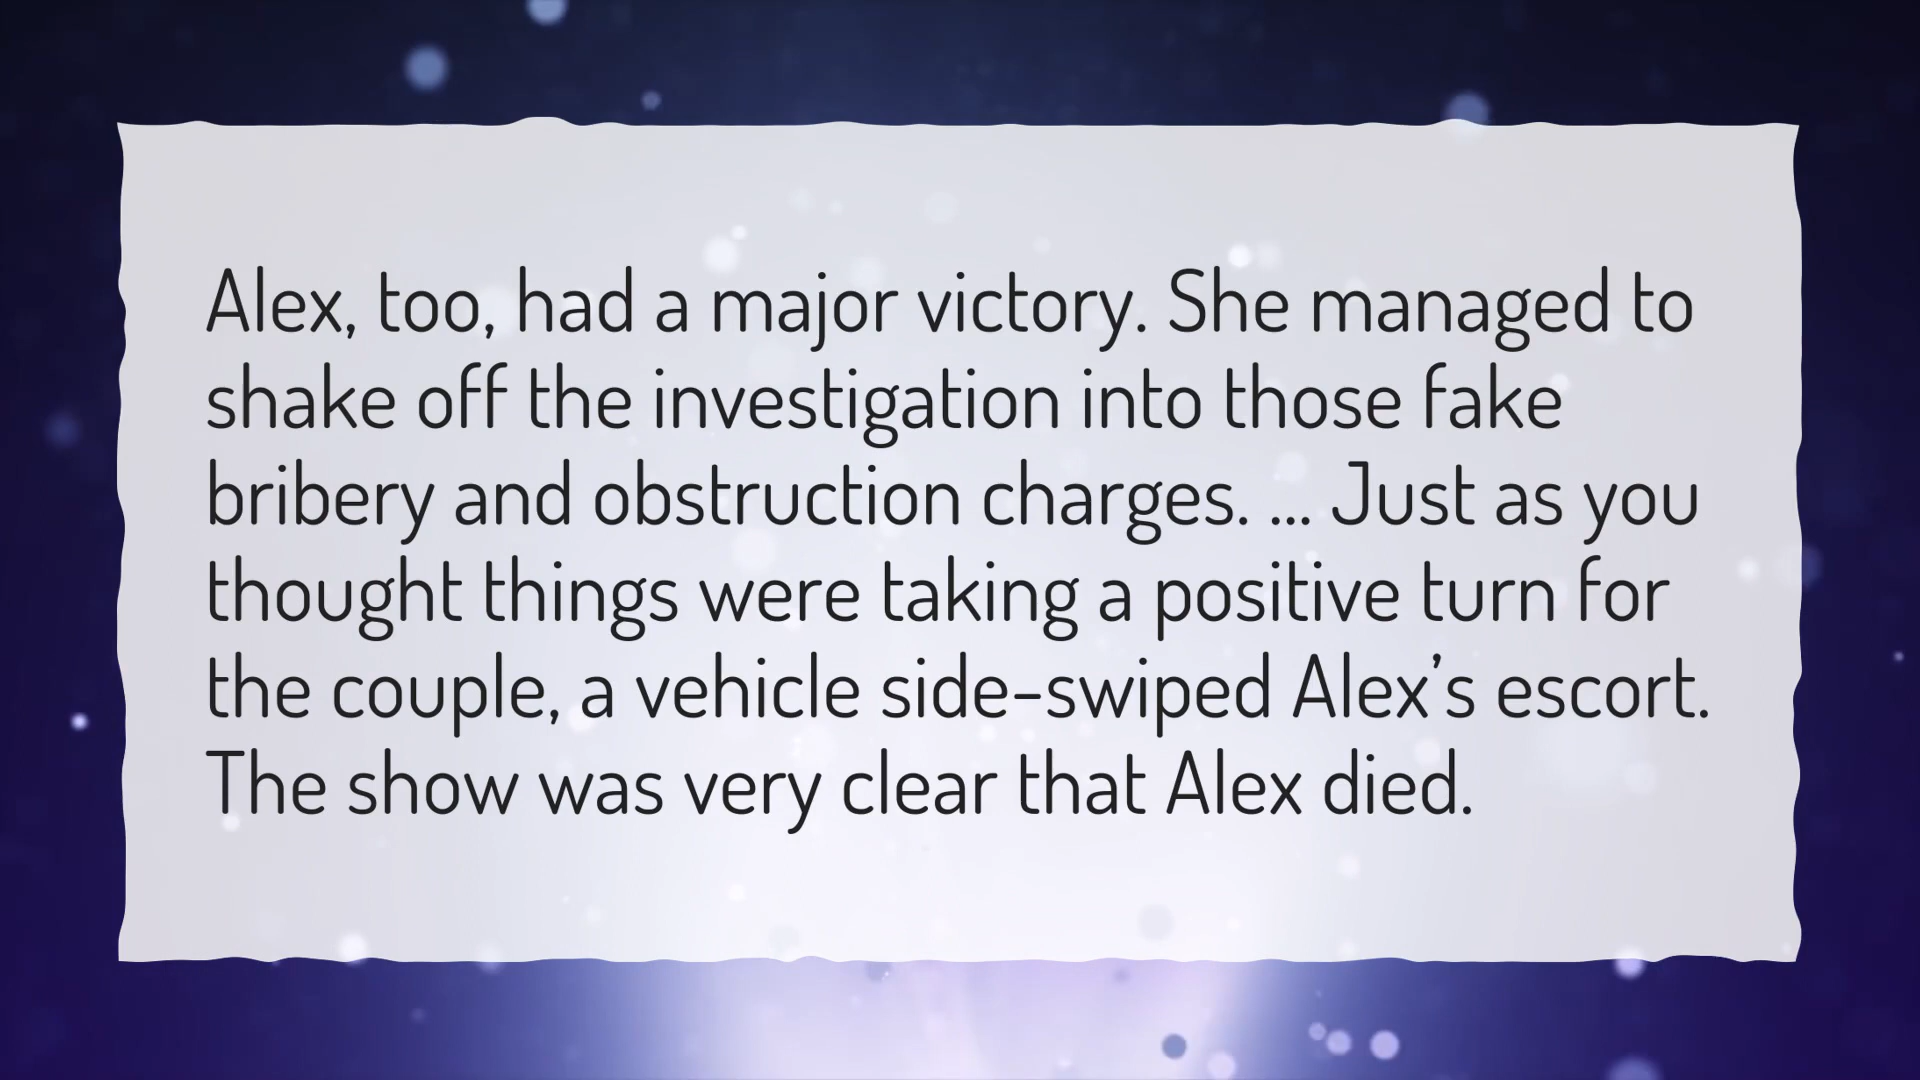 Alex, too, had a major victory. She managed to
shake off the investigation into those fake
bribery and obstruction charges. ... Just as you
thought things were taking a positive turn for
the couple, a vehicle side-swiped Alex’s escort.
The show was very clear that Alex died.